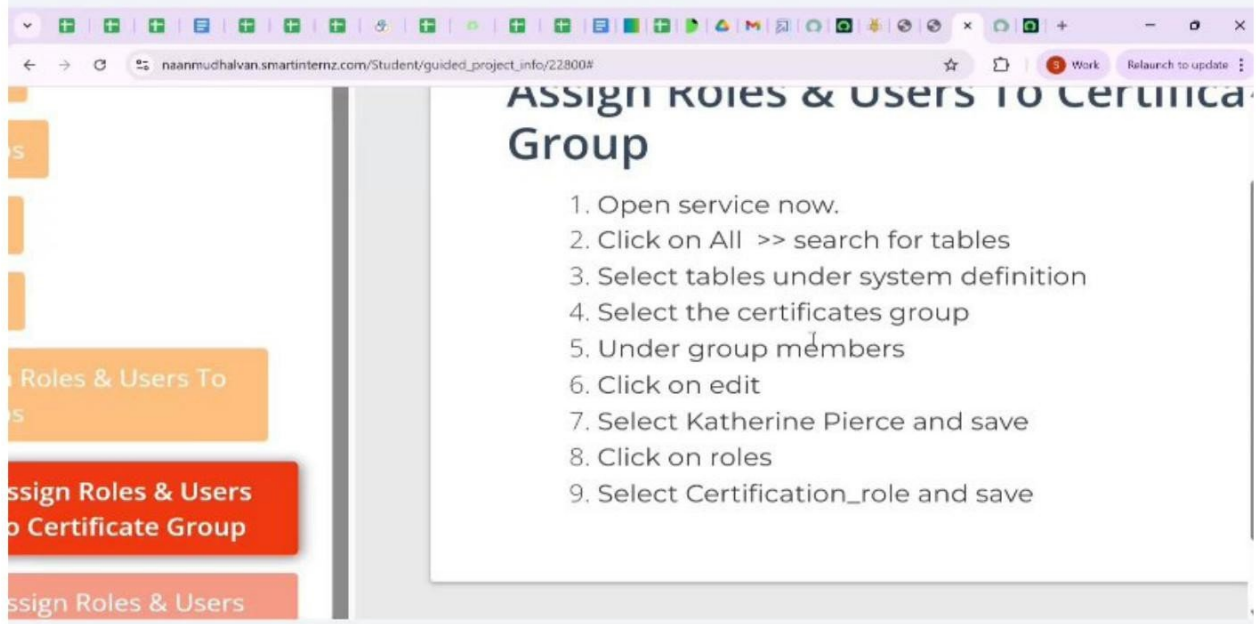 naanmudhalvan.smartinternz.com/Student/guided_project_info/22800#
S Work
Relaunch to update
Assign Roles & Users To Certifica
Group
1. Open service now.
2. Click on All >> search for tables
3. Select tables under system definition
4. Select the certificates group
5. Under group members
6. Click on edit
7. Select Katherine Pierce and save
8. Click on roles
9. Select Certification_role and save
s
Roles & Users To
s
ssign Roles & Users
o Certificate Group
ssign Roles & Users